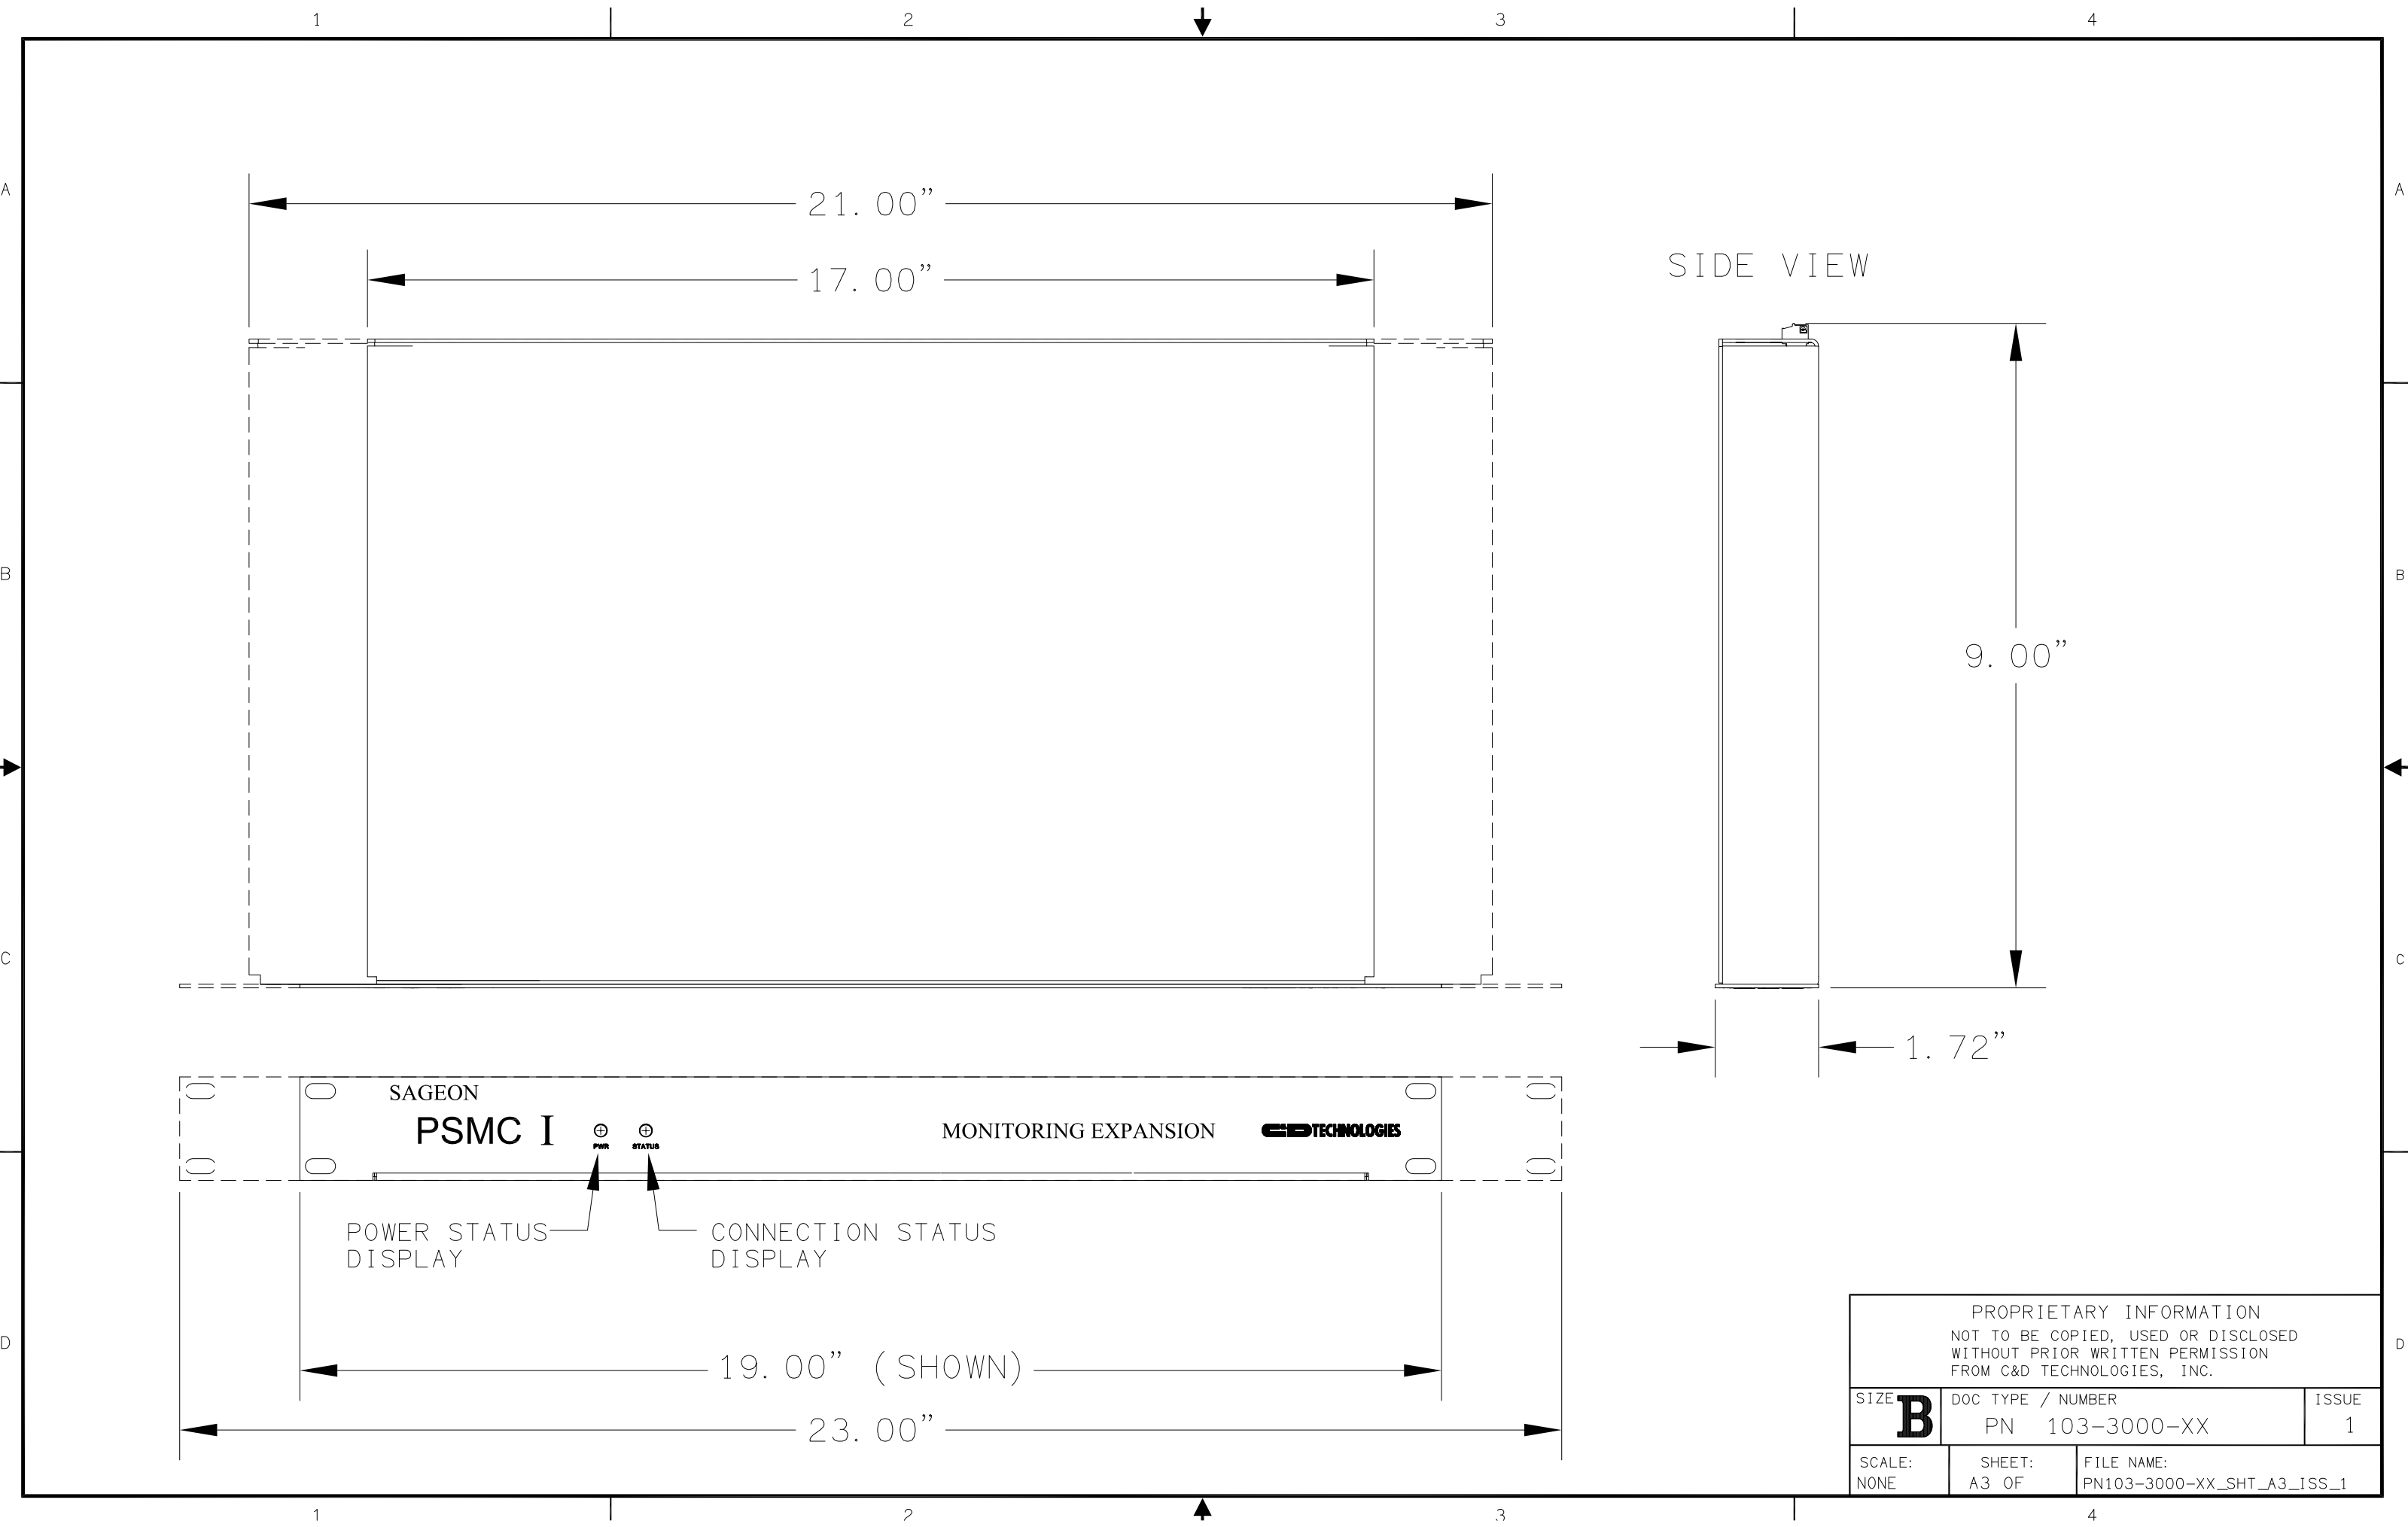 1 2 3 4
A A
21.00"
17.00"
SIDE VIEW
B B
9.00"
C C
1.72"
SAGEON
PSMC I
PWR STATUS
MONITORING EXPANSION
C&D TECHNOLOGIES
POWER STATUS
DISPLAY
CONNECTION STATUS
DISPLAY
D D
19.00" (SHOWN)
23.00"
PROPRIETARY INFORMATION
NOT TO BE COPIED, USED OR DISCLOSED
WITHOUT PRIOR WRITTEN PERMISSION
FROM C&D TECHNOLOGIES, INC.
SIZE B
DOC TYPE / NUMBER
PN 103-3000-XX
ISSUE
1
SCALE:
NONE
SHEET:
A3 OF
FILE NAME:
PN103-3000-XX_SHT_A3_ISS_1
1 2 3 4